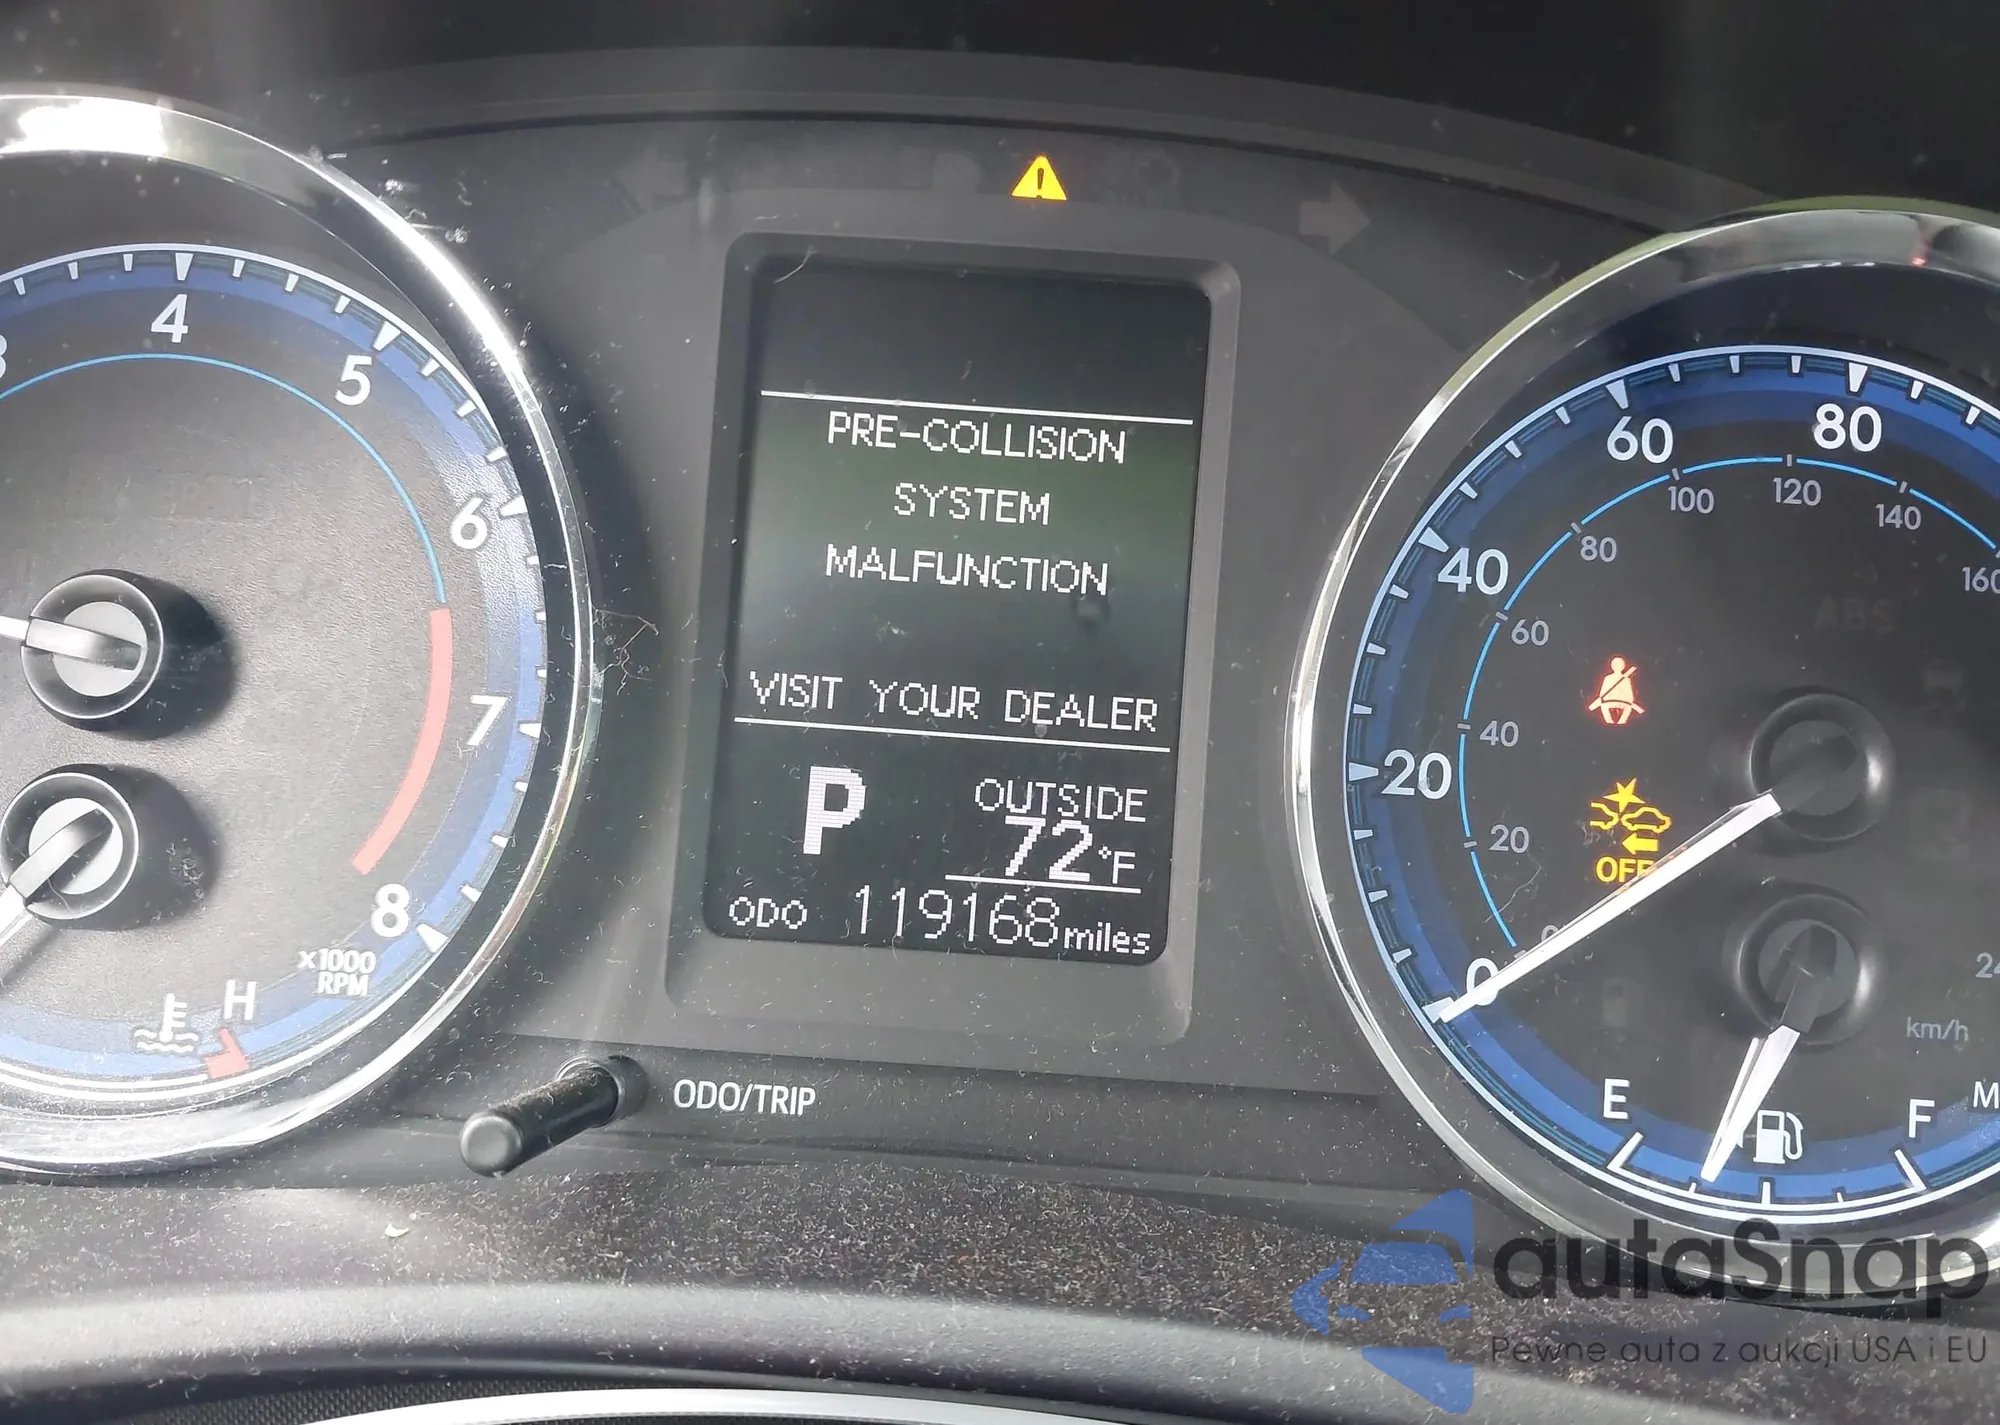 4
5
6
7
8
x1000
RPM
H
PRE-COLLISION
SYSTEM
MALFUNCTION
VISIT YOUR DEALER
P
OUTSIDE
72°F
ODO 119168 miles
ODO/TRIP
0
20
40
60
80
20
40
60
80
100
120
140
160
ABS
OFF
km/h
E
F
autaSnap
Pewne auta z aukcji USA i EU